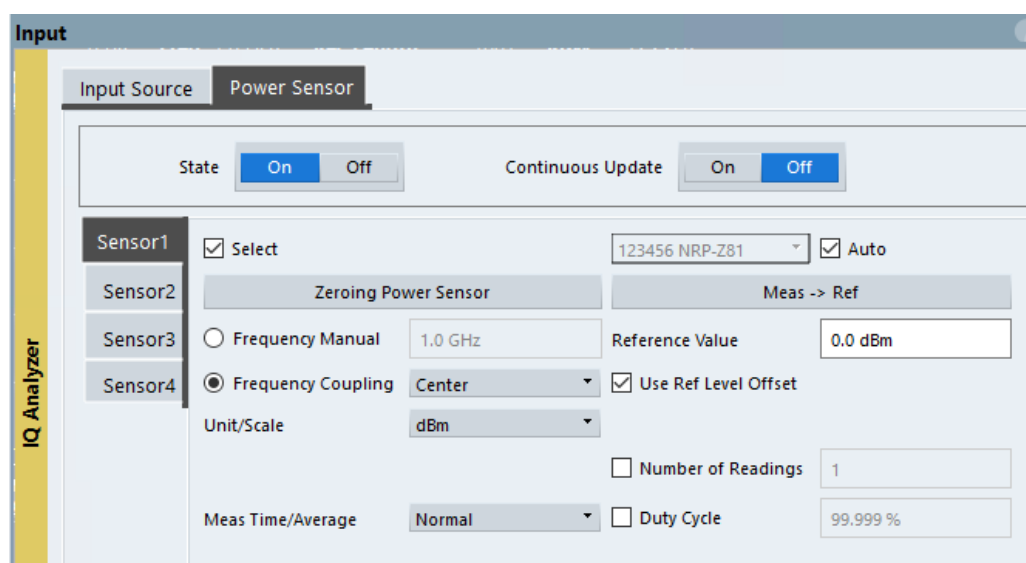 Input
IQ Analyzer
Input Source Power Sensor
State On Off Continuous Update On Off
Sensor1
Sensor2
Sensor3
Sensor4
Select 123456 NRP-Z81 Auto
Zeroing Power Sensor Meas -> Ref
Frequency Manual 1.0 GHz Reference Value 0.0 dBm
Frequency Coupling Center Use Ref Level Offset
Unit/Scale dBm
Number of Readings 1
Meas Time/Average Normal Duty Cycle 99.999 %